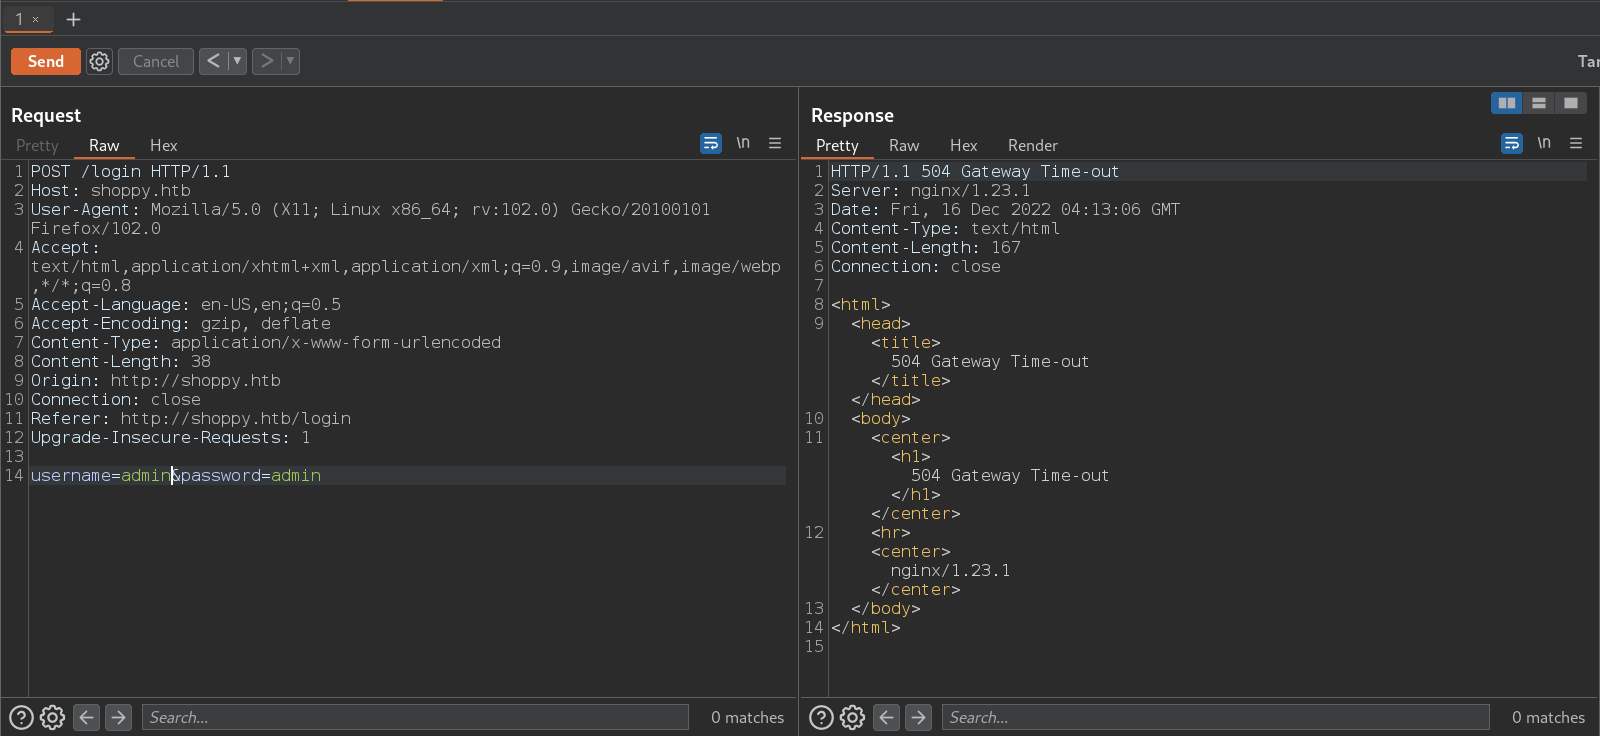 1 ×
+
Send
Cancel
< ▼
> ▼
Tar
Request
Pretty Raw Hex
\n
1 POST /login HTTP/1.1
2 Host: shoppy.htb
3 User-Agent: Mozilla/5.0 (X11; Linux x86_64; rv:102.0) Gecko/20100101
Firefox/102.0
4 Accept:
text/html,application/xhtml+xml,application/xml;q=0.9,image/avif,image/webp
,*/*;q=0.8
5 Accept-Language: en-US,en;q=0.5
6 Accept-Encoding: gzip, deflate
7 Content-Type: application/x-www-form-urlencoded
8 Content-Length: 38
9 Origin: http://shoppy.htb
10 Connection: close
11 Referer: http://shoppy.htb/login
12 Upgrade-Insecure-Requests: 1
13
14 username=admin&password=admin
Search...
0 matches
Response
Pretty Raw Hex Render
\n
1 HTTP/1.1 504 Gateway Time-out
2 Server: nginx/1.23.1
3 Date: Fri, 16 Dec 2022 04:13:06 GMT
4 Content-Type: text/html
5 Content-Length: 167
6 Connection: close
7
8 <html>
9 <head>
<title>
504 Gateway Time-out
</title>
</head>
10 <body>
11 <center>
<h1>
504 Gateway Time-out
</h1>
</center>
12 <hr>
<center>
nginx/1.23.1
</center>
13 </body>
14 </html>
15
Search...
0 matches